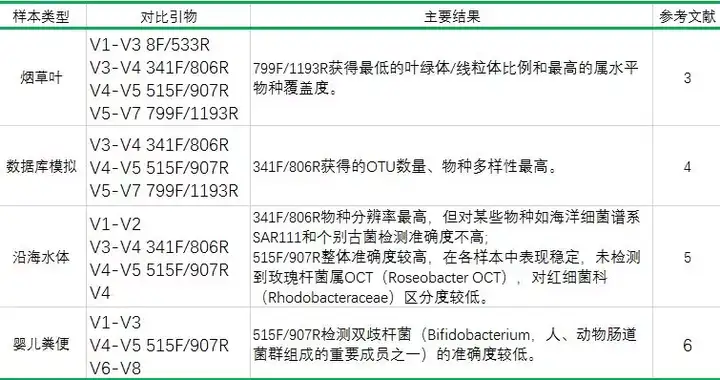 样本类型 对比引物 主要结果 参考文献
烟草叶
V1-V3 8F/533R
V3-V4 341F/806R
V4-V5 515F/907R
V5-V7 799F/1193R
799F/1193R获得最低的叶绿体/线粒体比例和最高的属水平
物种覆盖度。
3
数据库模拟
V3-V4 341F/806R
V4-V5 515F/907R
V5-V7 799F/1193R
341F/806R获得的OTU数量、物种多样性最高。
4
沿海水体
V1-V2
V3-V4 341F/806R
V4-V5 515F/907R
V4
341F/806R物种分辨率最高，但对某些物种如海洋细菌谱系
SAR111和个别古菌检测准确度不高;
515F/907R整体准确度较高，在各样本中表现稳定，未检测
到玫瑰杆菌属OCT（Roseobacter OCT），对红细菌科
（Rhodobacteraceae）区分度较低。
5
婴儿粪便
V1-V3
V4-V5 515F/907R
V6-V8
515F/907R检测双歧杆菌（Bifidobacterium，人、动物肠道
菌群组成的重要成员之一）的准确度较低。
6